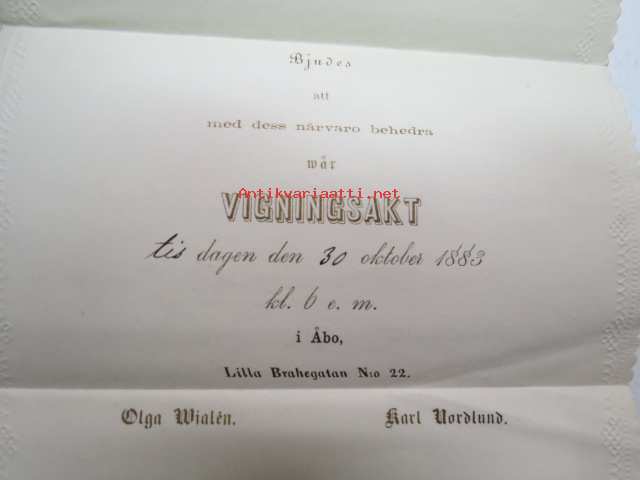 Bjudes
att
med dess närvaro behedra
wår
Antikvariaatti.net
VIGNINGSAKT
tis dagen den 30 oktober 1883
kl. 6 e. m.
i Åbo,
Lilla Brahegatan N:o 22.
Olga Wialén. Karl Nordlund.